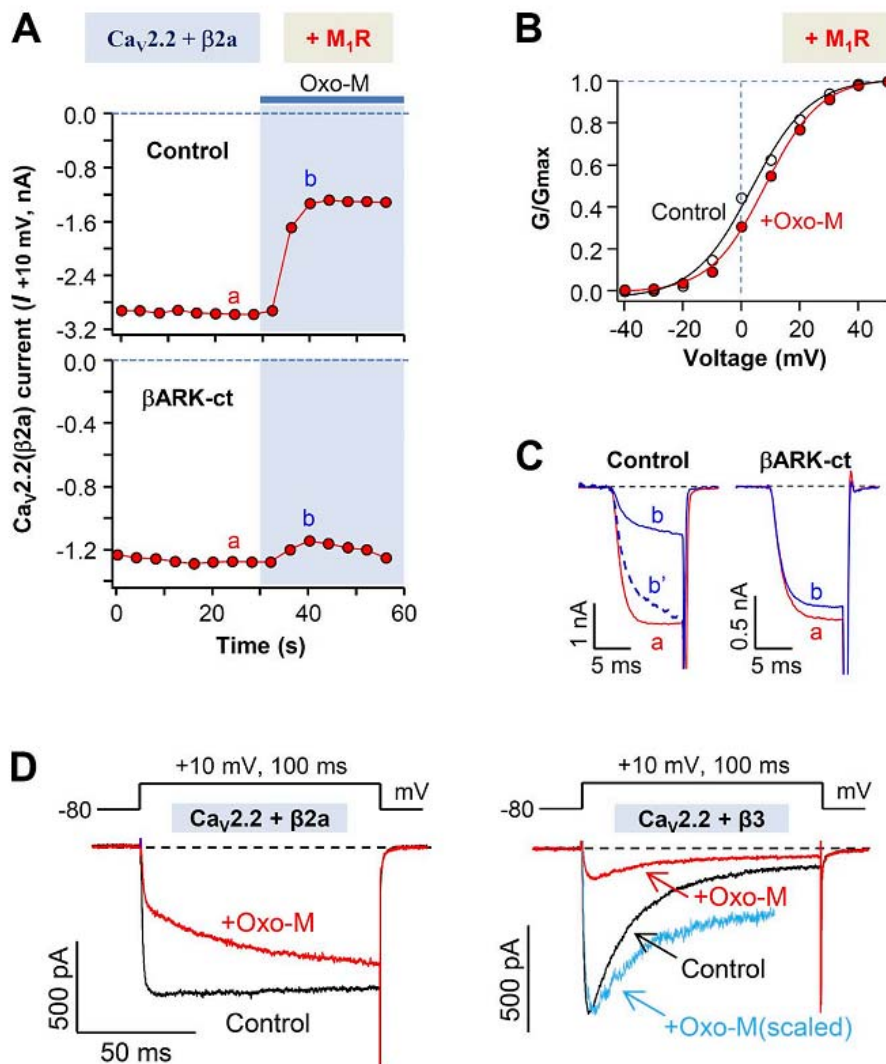 A
Cav2.2 + β2a
+ M1R
Oxo-M
0.0
Control
b
-0.8
-1.6
a
-2.4
-3.2
0.0
βARK-ct
-0.4
-0.8
b
a
-1.2
0 20 40 60
Time (s)
Cav2.2(β2a) current (I +10 mV, nA)
B
+ M1R
1.0
0.8
0.6
0.4
0.2
0.0
Control
+Oxo-M
G/Gmax
-40 -20 0 20 40
Voltage (mV)
C
Control βARK-ct
b
b'
a
1 nA
5 ms
b
a
0.5 nA
5 ms
D
+10 mV, 100 ms
-80 mV
Cav2.2 + β2a
+Oxo-M
Control
500 pA
50 ms
+10 mV, 100 ms
-80 mV
Cav2.2 + β3
+Oxo-M
Control
+Oxo-M(scaled)
500 pA